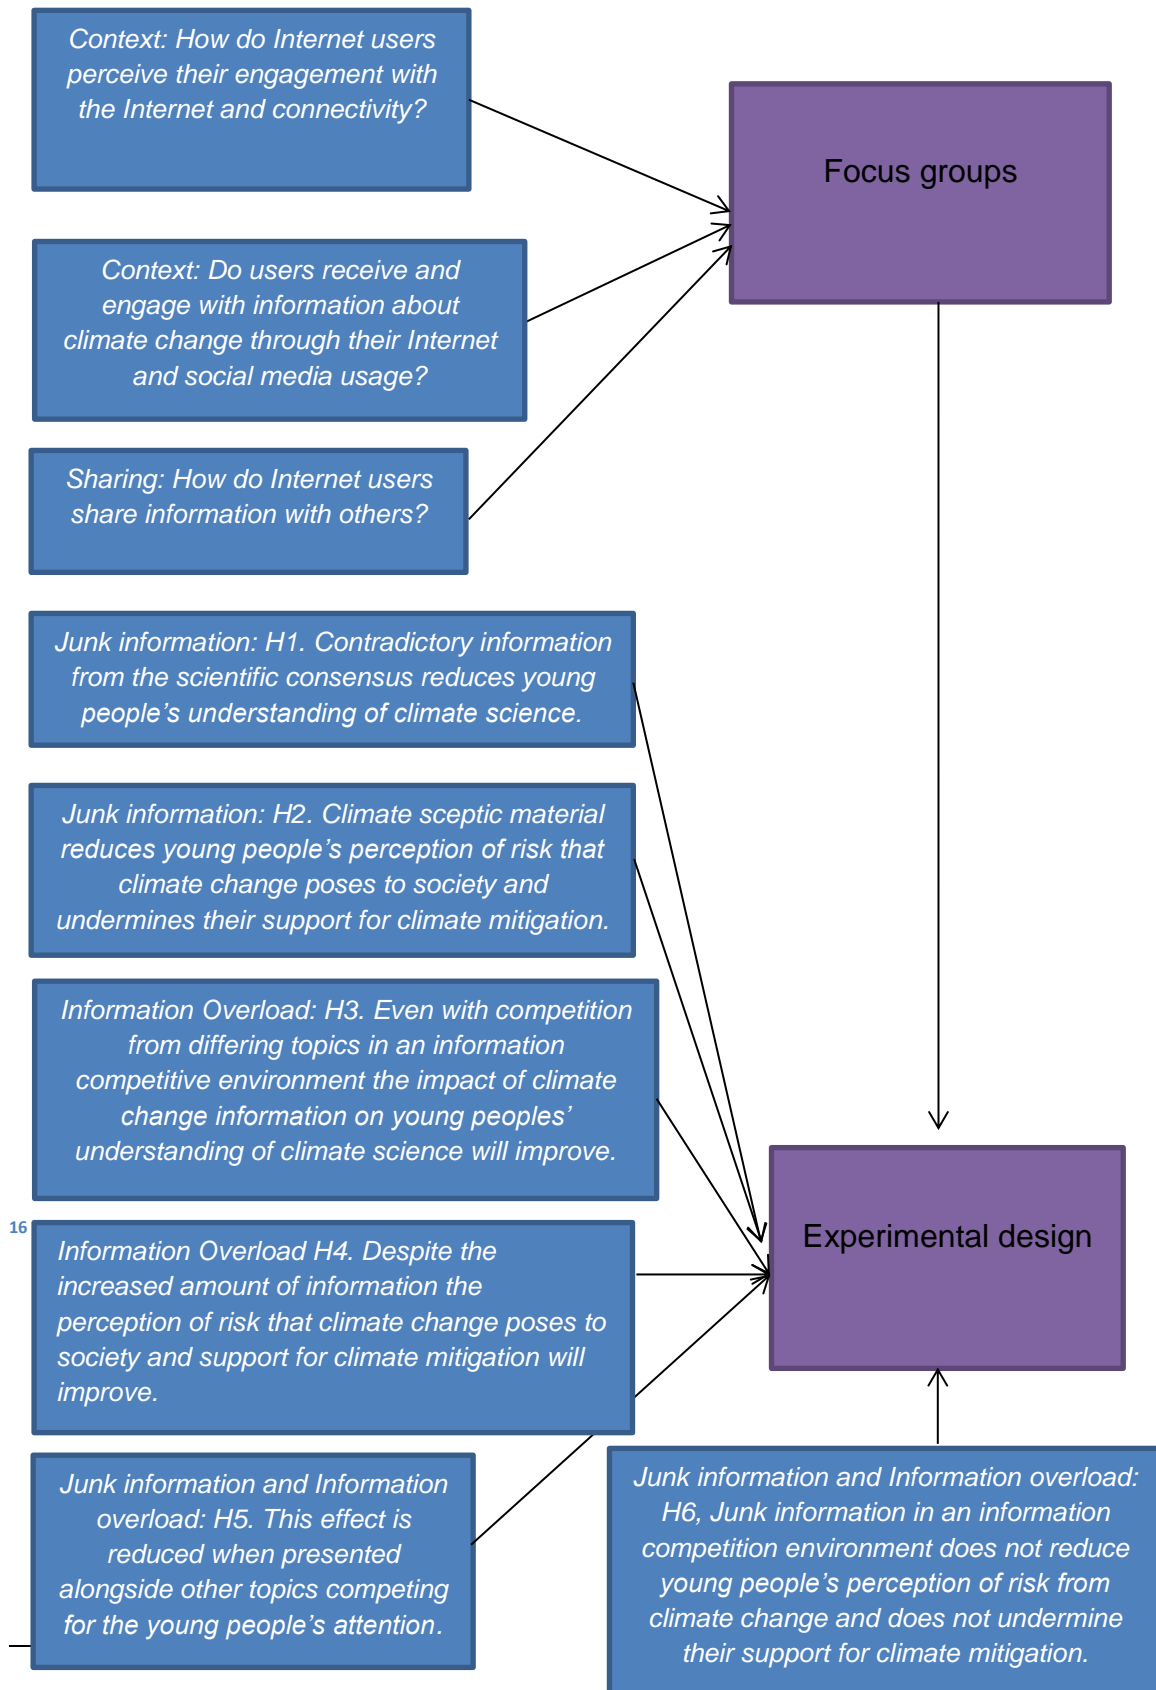 Context: How do Internet users
perceive their engagement with
the Internet and connectivity?
Focus groups
Context: Do users receive and
engage with information about
climate change through their Internet
and social media usage?
Sharing: How do Internet users
share information with others?
Junk information: H1. Contradictory information
from the scientific consensus reduces young
people’s understanding of climate science.
Junk information: H2. Climate sceptic material
reduces young people’s perception of risk that
climate change poses to society and
undermines their support for climate mitigation.
Information Overload: H3. Even with competition
from differing topics in an information
competitive environment the impact of climate
change information on young peoples’
understanding of climate science will improve.
16
Experimental design
Information Overload H4. Despite the
increased amount of information the
perception of risk that climate change poses to
society and support for climate mitigation will
improve.
Junk information and Information
overload: H5. This effect is
reduced when presented
alongside other topics competing
for the young people’s attention.
Junk information and Information overload:
H6, Junk information in an information
competition environment does not reduce
young people’s perception of risk from
climate change and does not undermine
their support for climate mitigation.